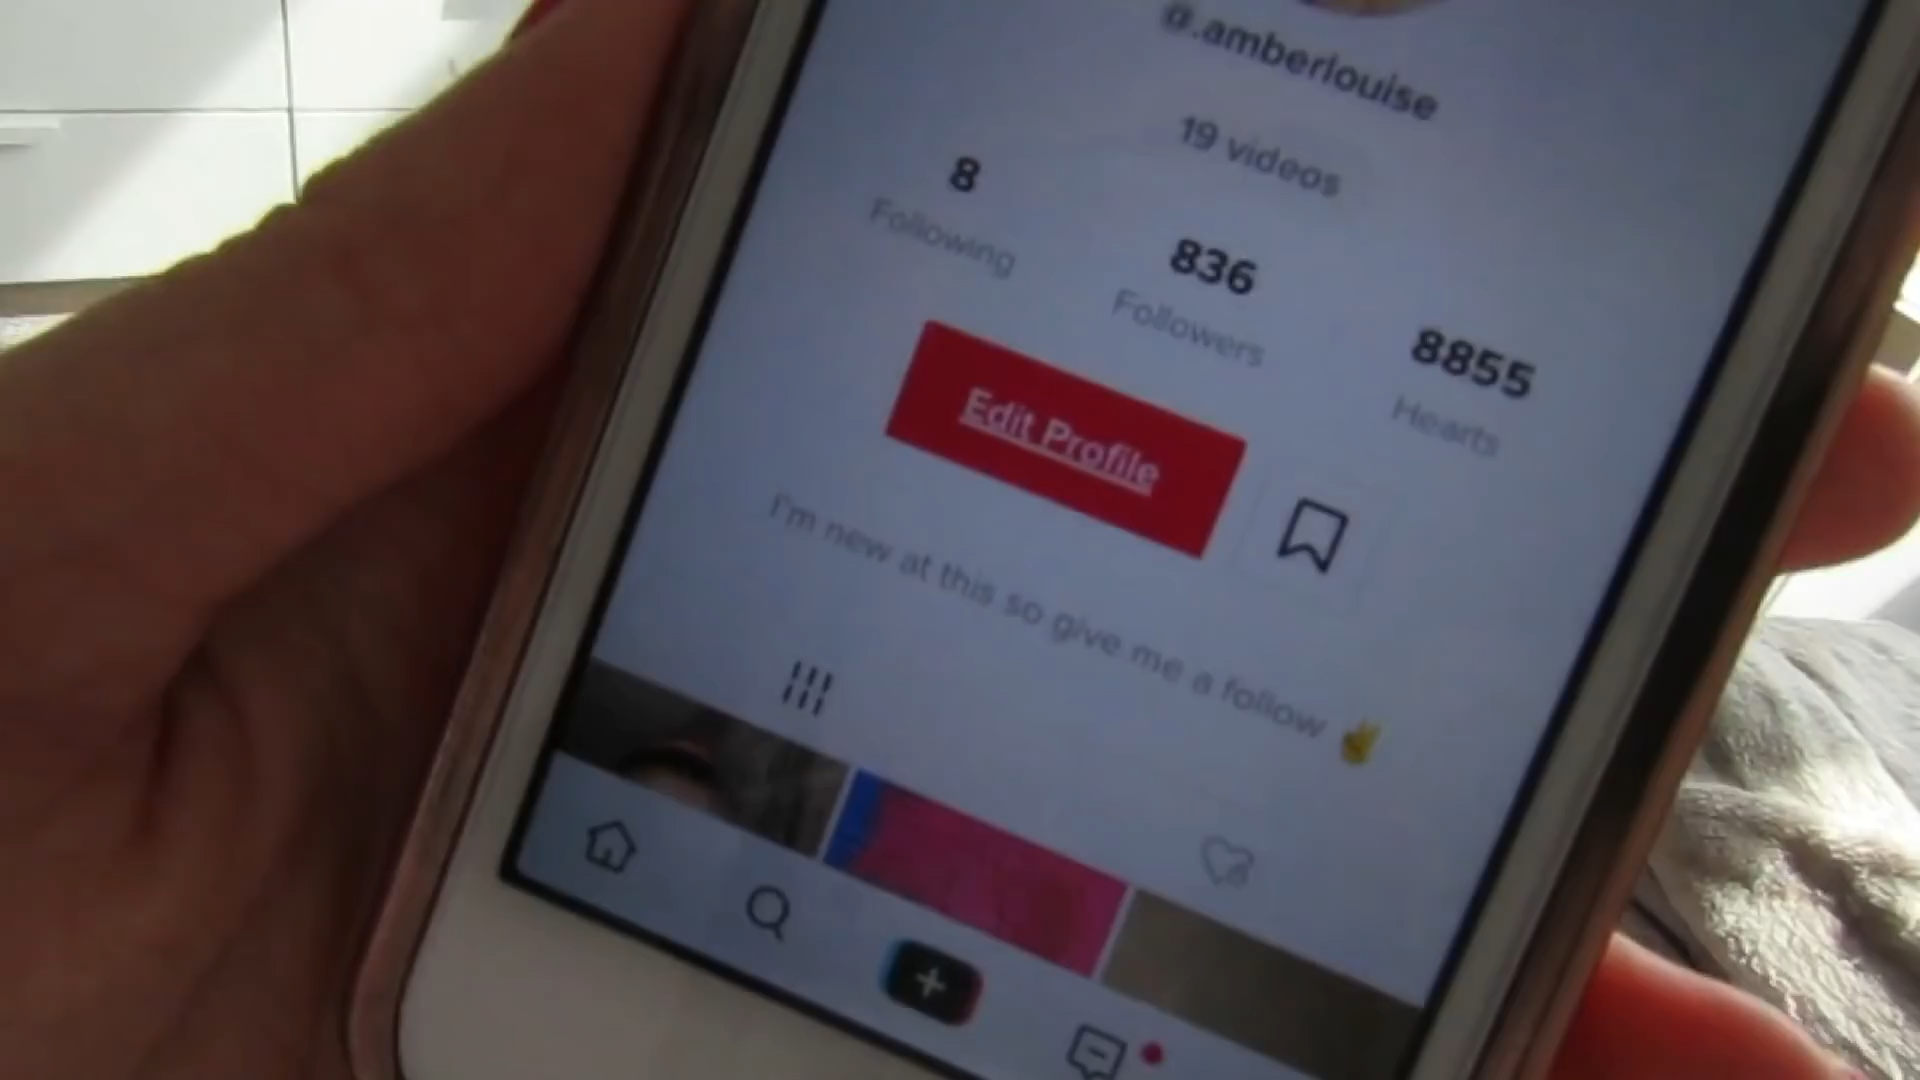 @.amberlouise
19 videos
8
Following
836
Followers
8855
Hearts
Edit Profile
I'm new at this so give me a follow ✌️